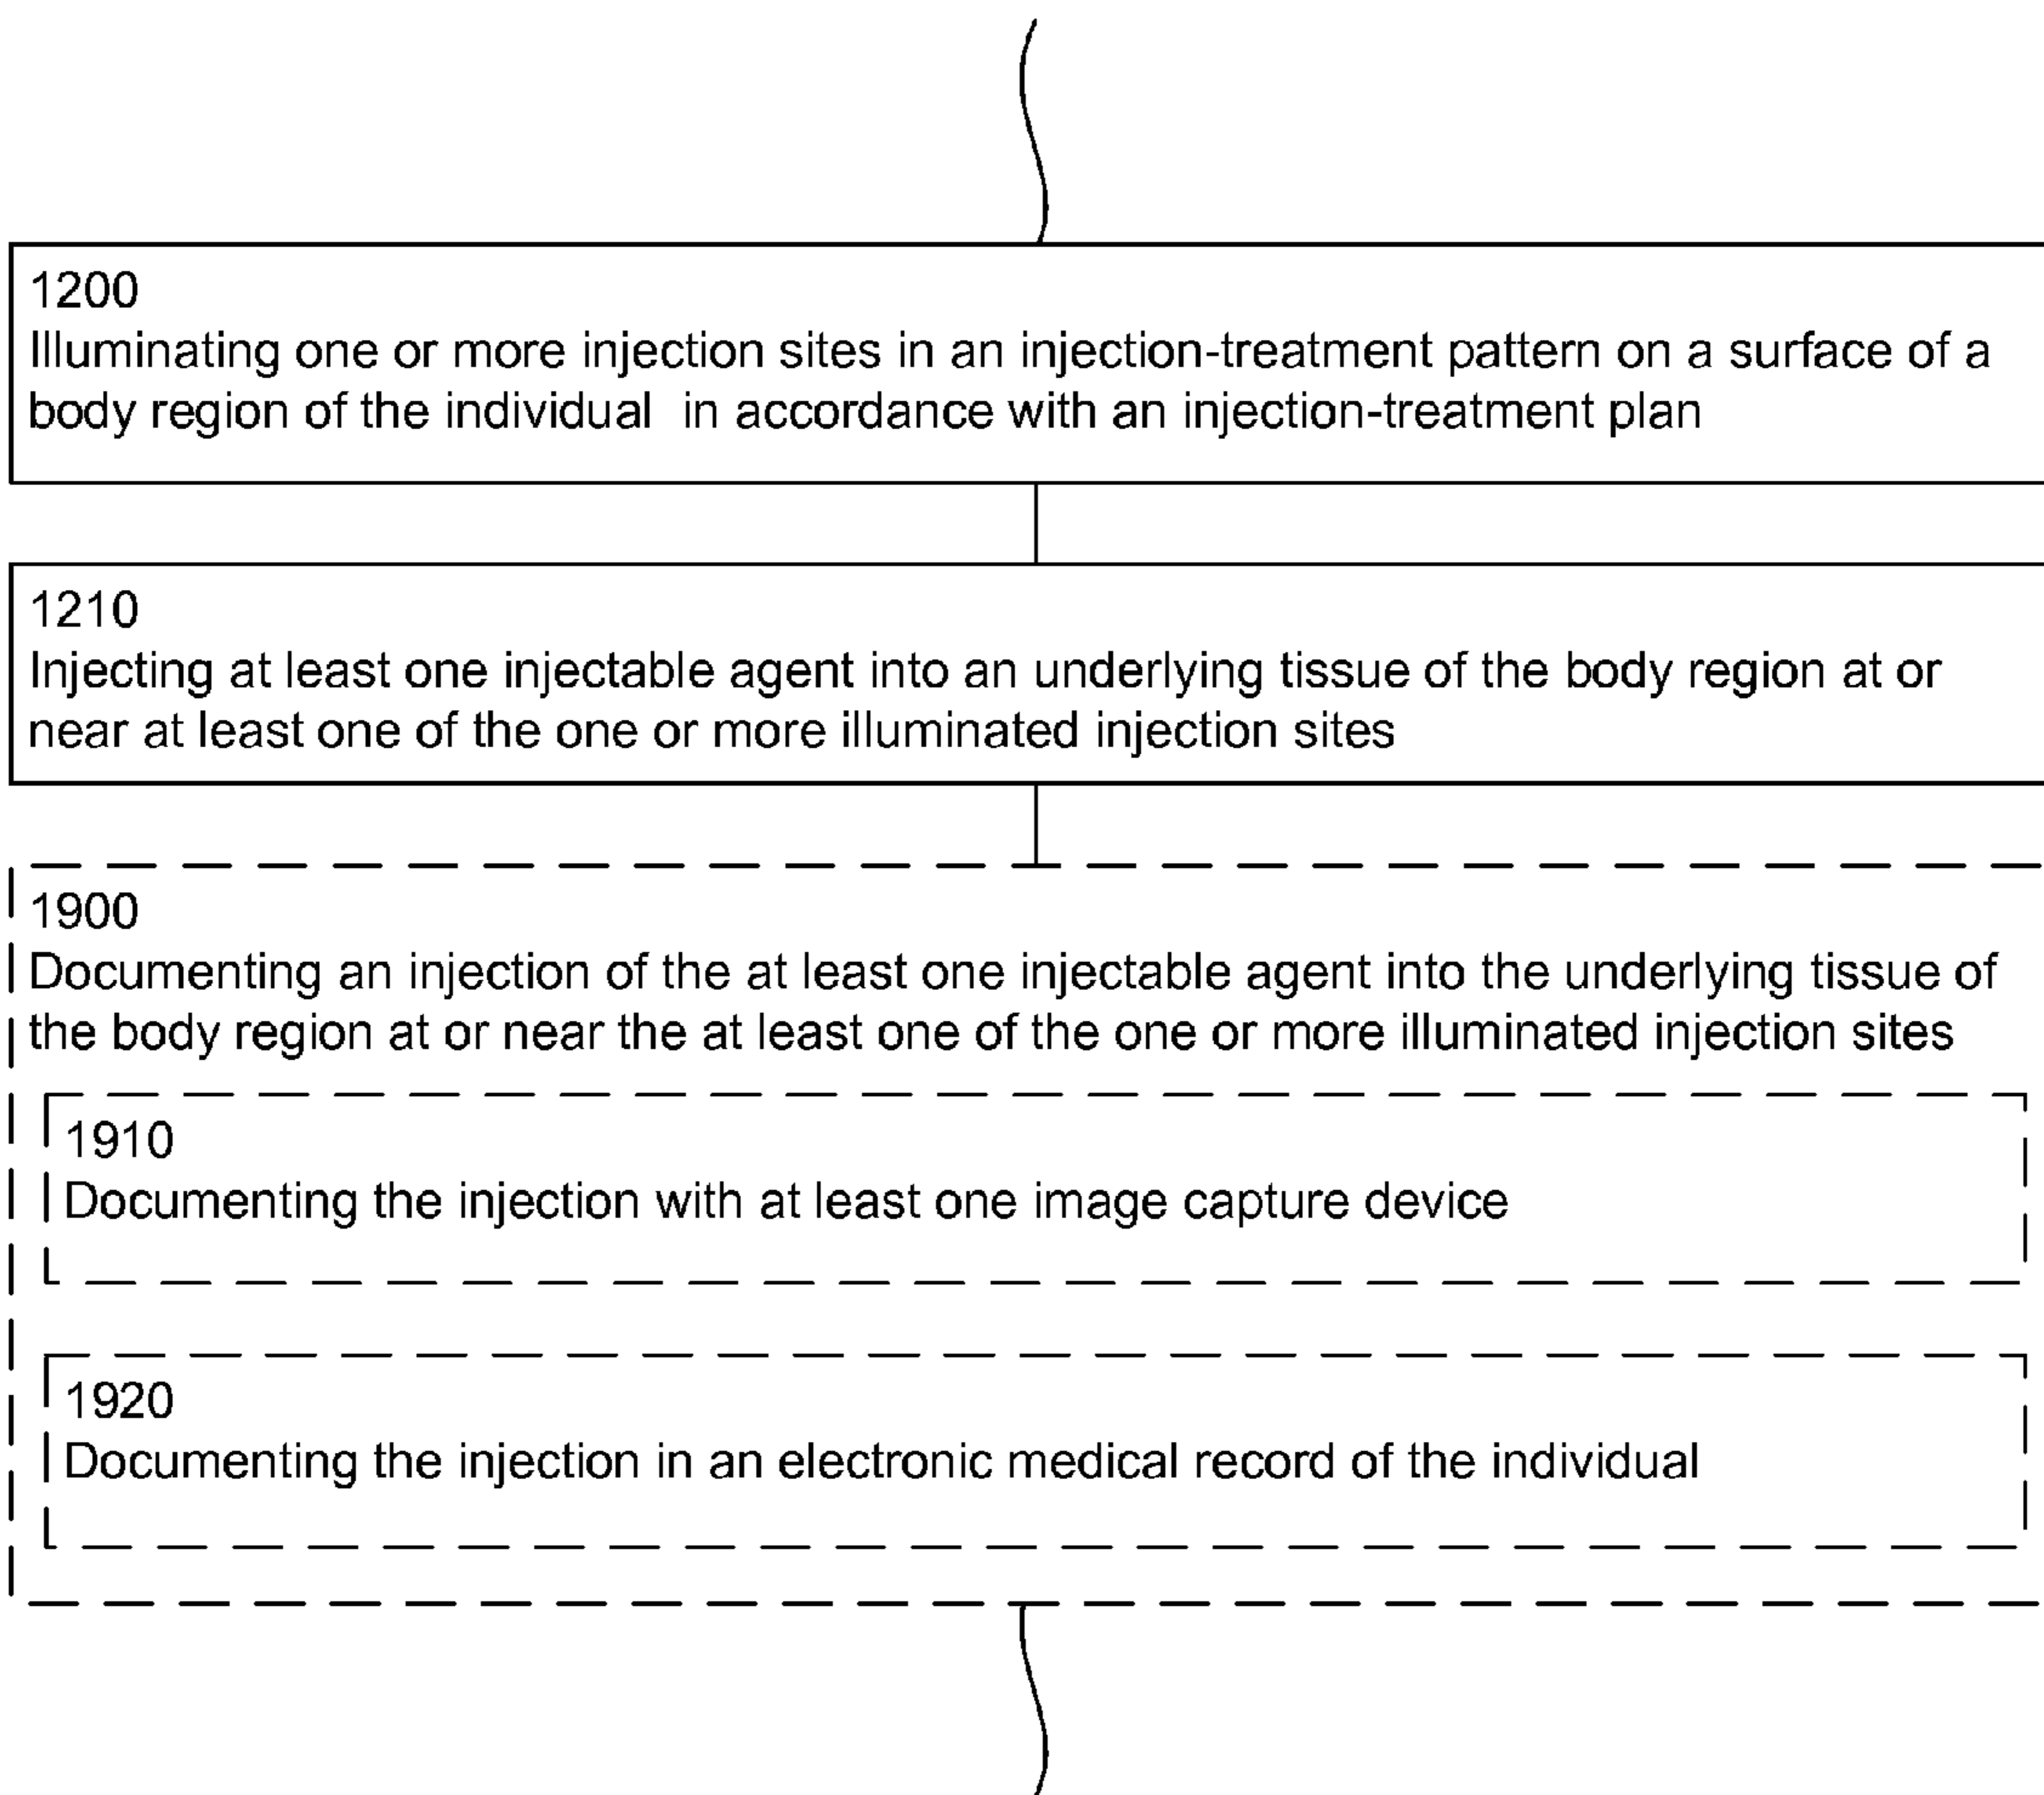 1200
Illuminating one or more injection sites in an injection-treatment pattern on a surface of a
body region of the individual  in accordance with an injection-treatment plan
1210
Injecting at least one injectable agent into an underlying tissue of the body region at or
near at least one of the one or more illuminated injection sites
1900
Documenting an injection of the at least one injectable agent into the underlying tissue of
the body region at or near the at least one of the one or more illuminated injection sites
1910
Documenting the injection with at least one image capture device
1920
Documenting the injection in an electronic medical record of the individual